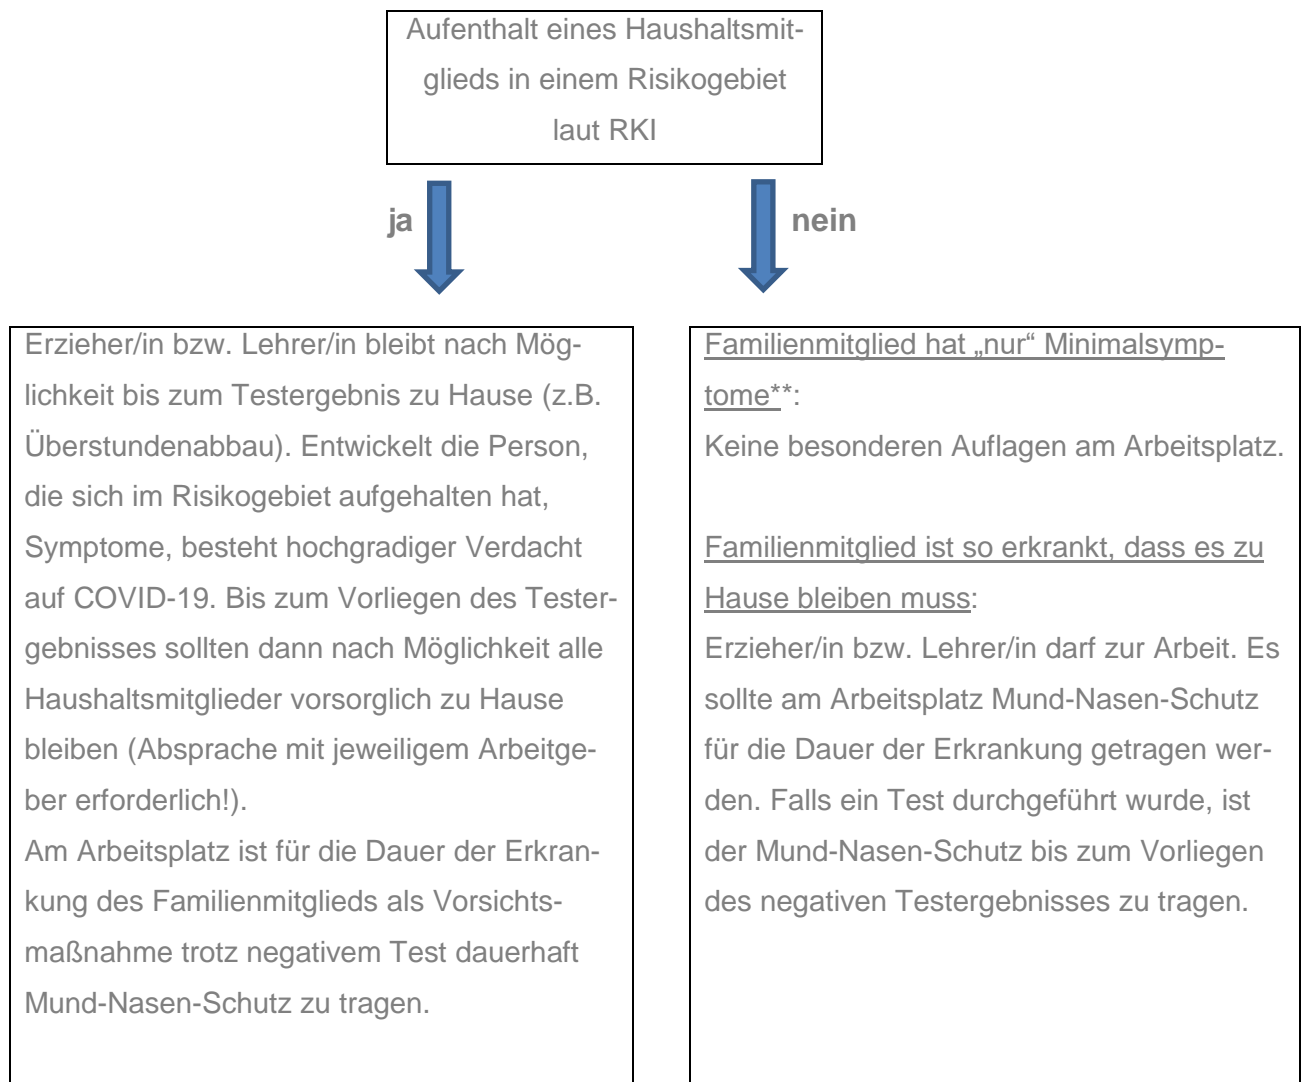 Aufenthalt eines Haushaltsmit-
glieds in einem Risikogebiet
laut RKI
ja
nein
Erzieher/in bzw. Lehrer/in bleibt nach Mög-
lichkeit bis zum Testergebnis zu Hause (z.B.
Überstundenabbau). Entwickelt die Person,
die sich im Risikogebiet aufgehalten hat,
Symptome, besteht hochgradiger Verdacht
auf COVID-19. Bis zum Vorliegen des Tester-
gebnisses sollten dann nach Möglichkeit alle
Haushaltsmitglieder vorsorglich zu Hause
bleiben (Absprache mit jeweiligem Arbeitge-
ber erforderlich!).
Am Arbeitsplatz ist für die Dauer der Erkran-
kung des Familienmitglieds als Vorsichts-
maßnahme trotz negativem Test dauerhaft
Mund-Nasen-Schutz zu tragen.
Familienmitglied hat „nur“ Minimalsymp-
tome**:
Keine besonderen Auflagen am Arbeitsplatz.
Familienmitglied ist so erkrankt, dass es zu
Hause bleiben muss:
Erzieher/in bzw. Lehrer/in darf zur Arbeit. Es
sollte am Arbeitsplatz Mund-Nasen-Schutz
für die Dauer der Erkrankung getragen wer-
den. Falls ein Test durchgeführt wurde, ist
der Mund-Nasen-Schutz bis zum Vorliegen
des negativen Testergebnisses zu tragen.